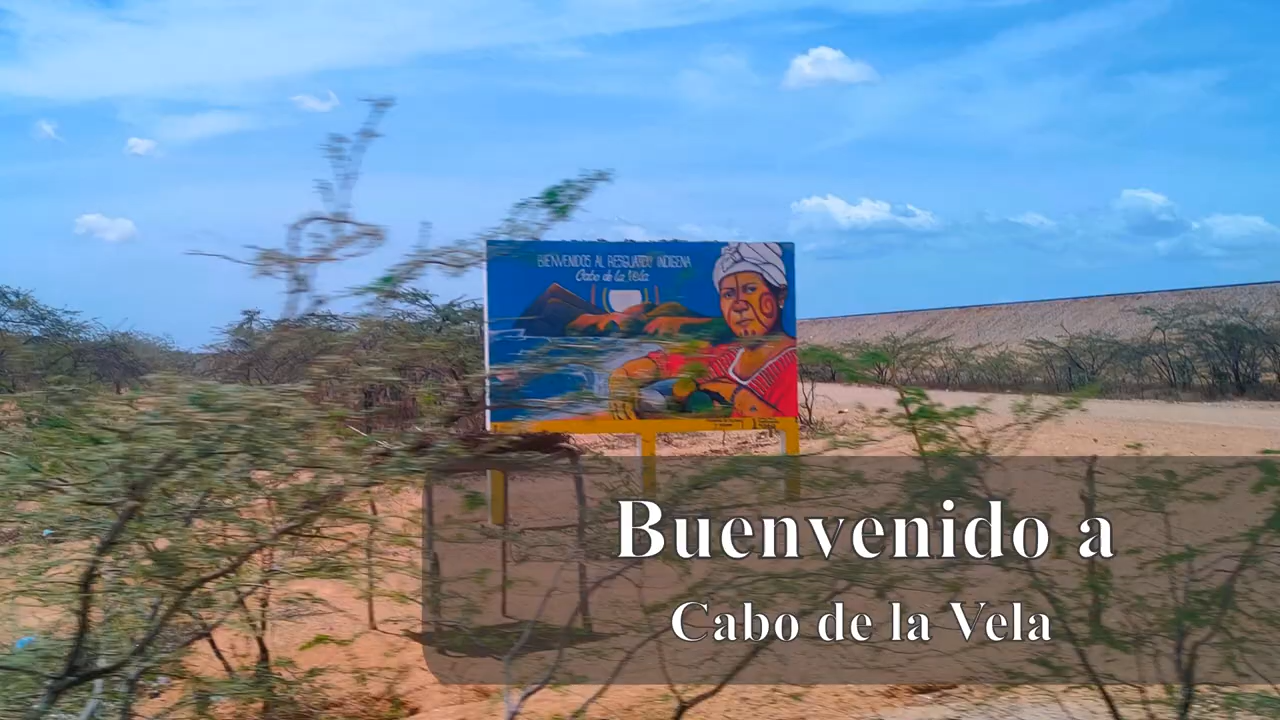 BIENVENIDOS AL RESGUARDO INDIGENA
Cabo de la Vela
Buenvenido a
Cabo de la Vela